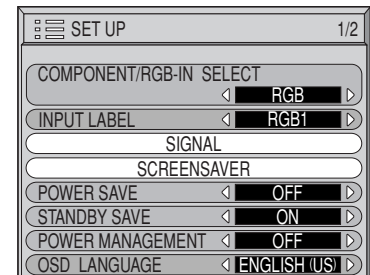 SET UP 1/2
COMPONENT/RGB-IN SELECT
RGB
INPUT LABEL RGB1
SIGNAL
SCREENSAVER
POWER SAVE OFF
STANDBY SAVE ON
POWER MANAGEMENT OFF
OSD LANGUAGE ENGLISH (US)